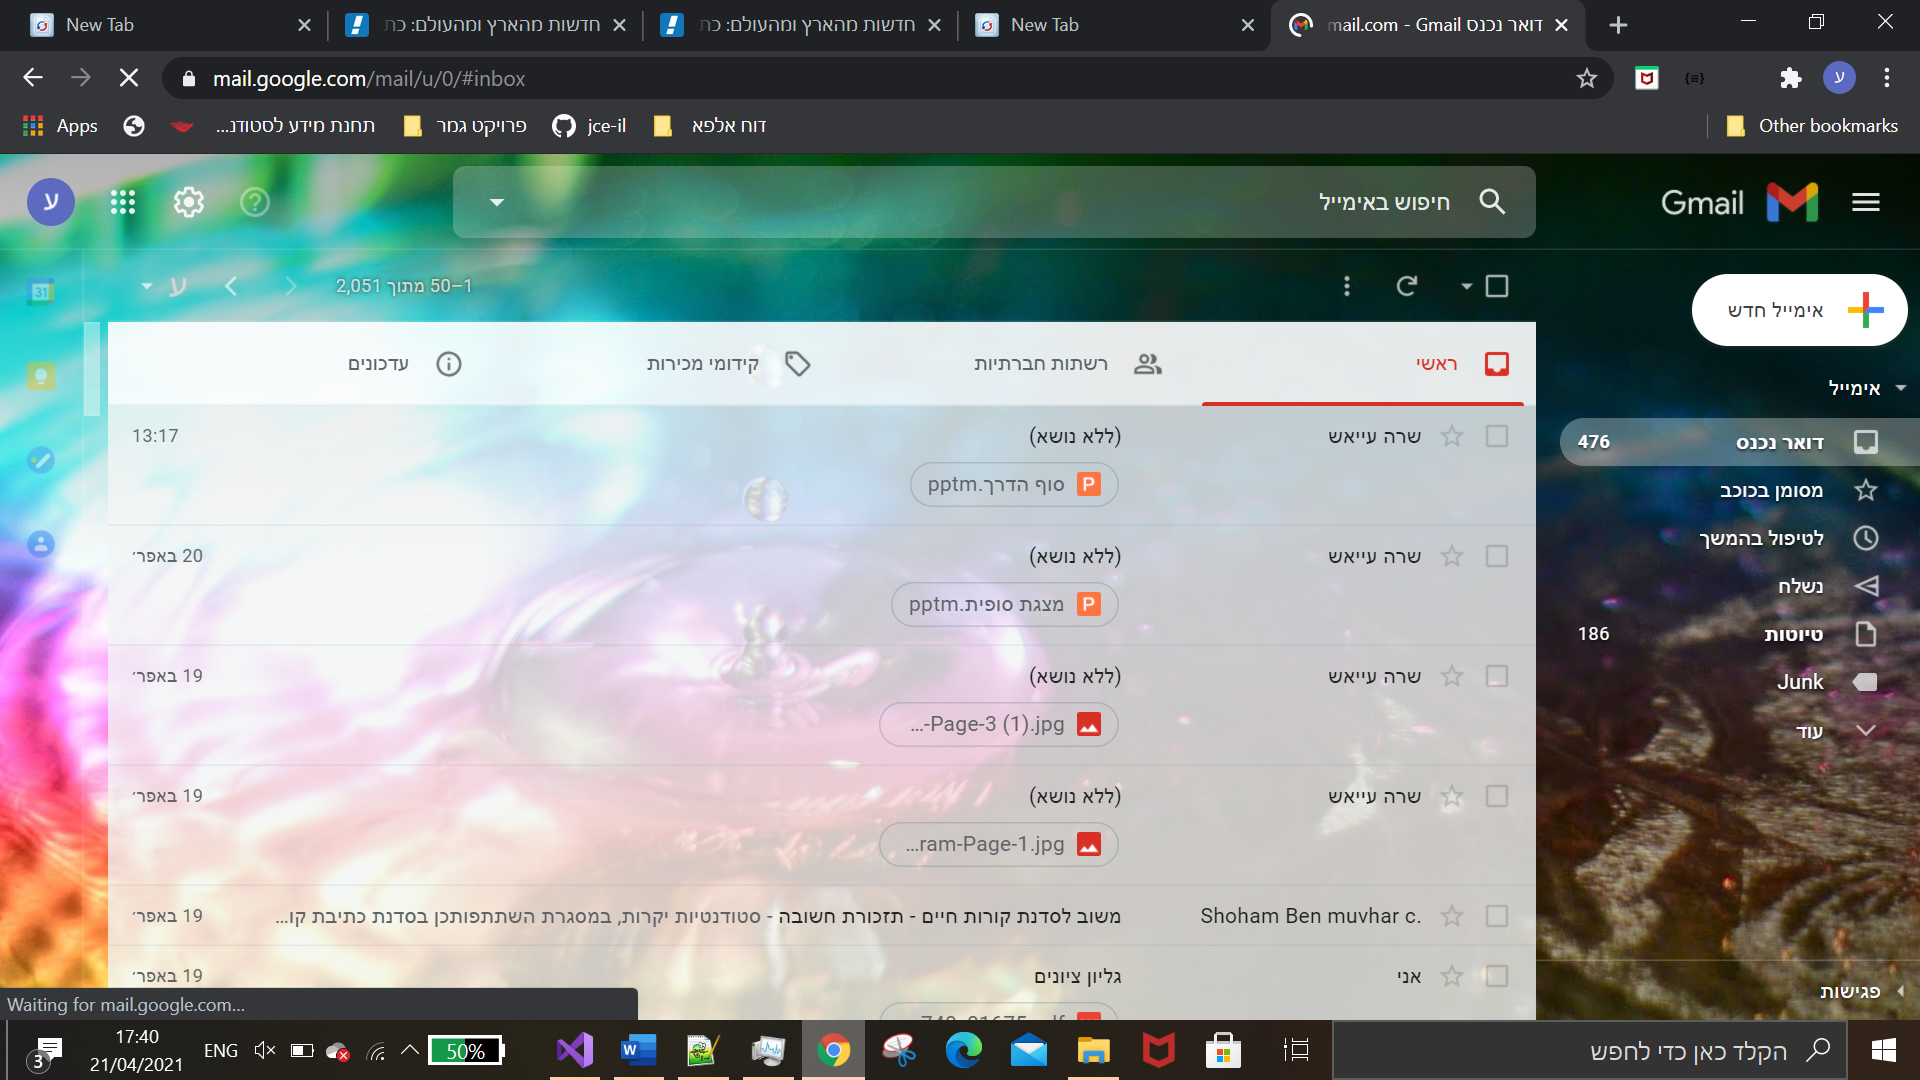 New Tab
חדשות מהארץ ומהעולם: כת
חדשות מהארץ ומהעולם: כת
New Tab
דואר נכנס mail.com - Gmail
mail.google.com/mail/u/0/#inbox
ע
Apps
תחנת מידע לסטודנ...
פרויקט גמר
jce-il
דוח אלפא
Other bookmarks
Gmail
חיפוש באימייל
ע
1–50 מתוך 2,051
ע
31
אימייל חדש
אימייל
דואר נכנס 476
מסומן בכוכב
לטיפול בהמשך
נשלח
טיוטות 186
Junk
עוד
פגישות
ראשי
רשתות חברתיות
קידומי מכירות
עדכונים
שרה עייאש (ללא נושא) 13:17
סוף הדרך.pptm
שרה עייאש (ללא נושא) 20 באפר׳
מצגת סופית.pptm
שרה עייאש (ללא נושא) 19 באפר׳
...-Page-3 (1).jpg
שרה עייאש (ללא נושא) 19 באפר׳
...ram-Page-1.jpg
Shoham Ben muvhar c. משוב לסדנת קורות חיים - תזכורת חשובה - סטודנטיות יקרות, במסגרת השתתפותכן בסדנת כתיבת קו... 19 באפר׳
אני גליון ציונים 19 באפר׳
Waiting for mail.google.com...
הקלד כאן כדי לחפש
50%
ENG
17:40
21/04/2021
3